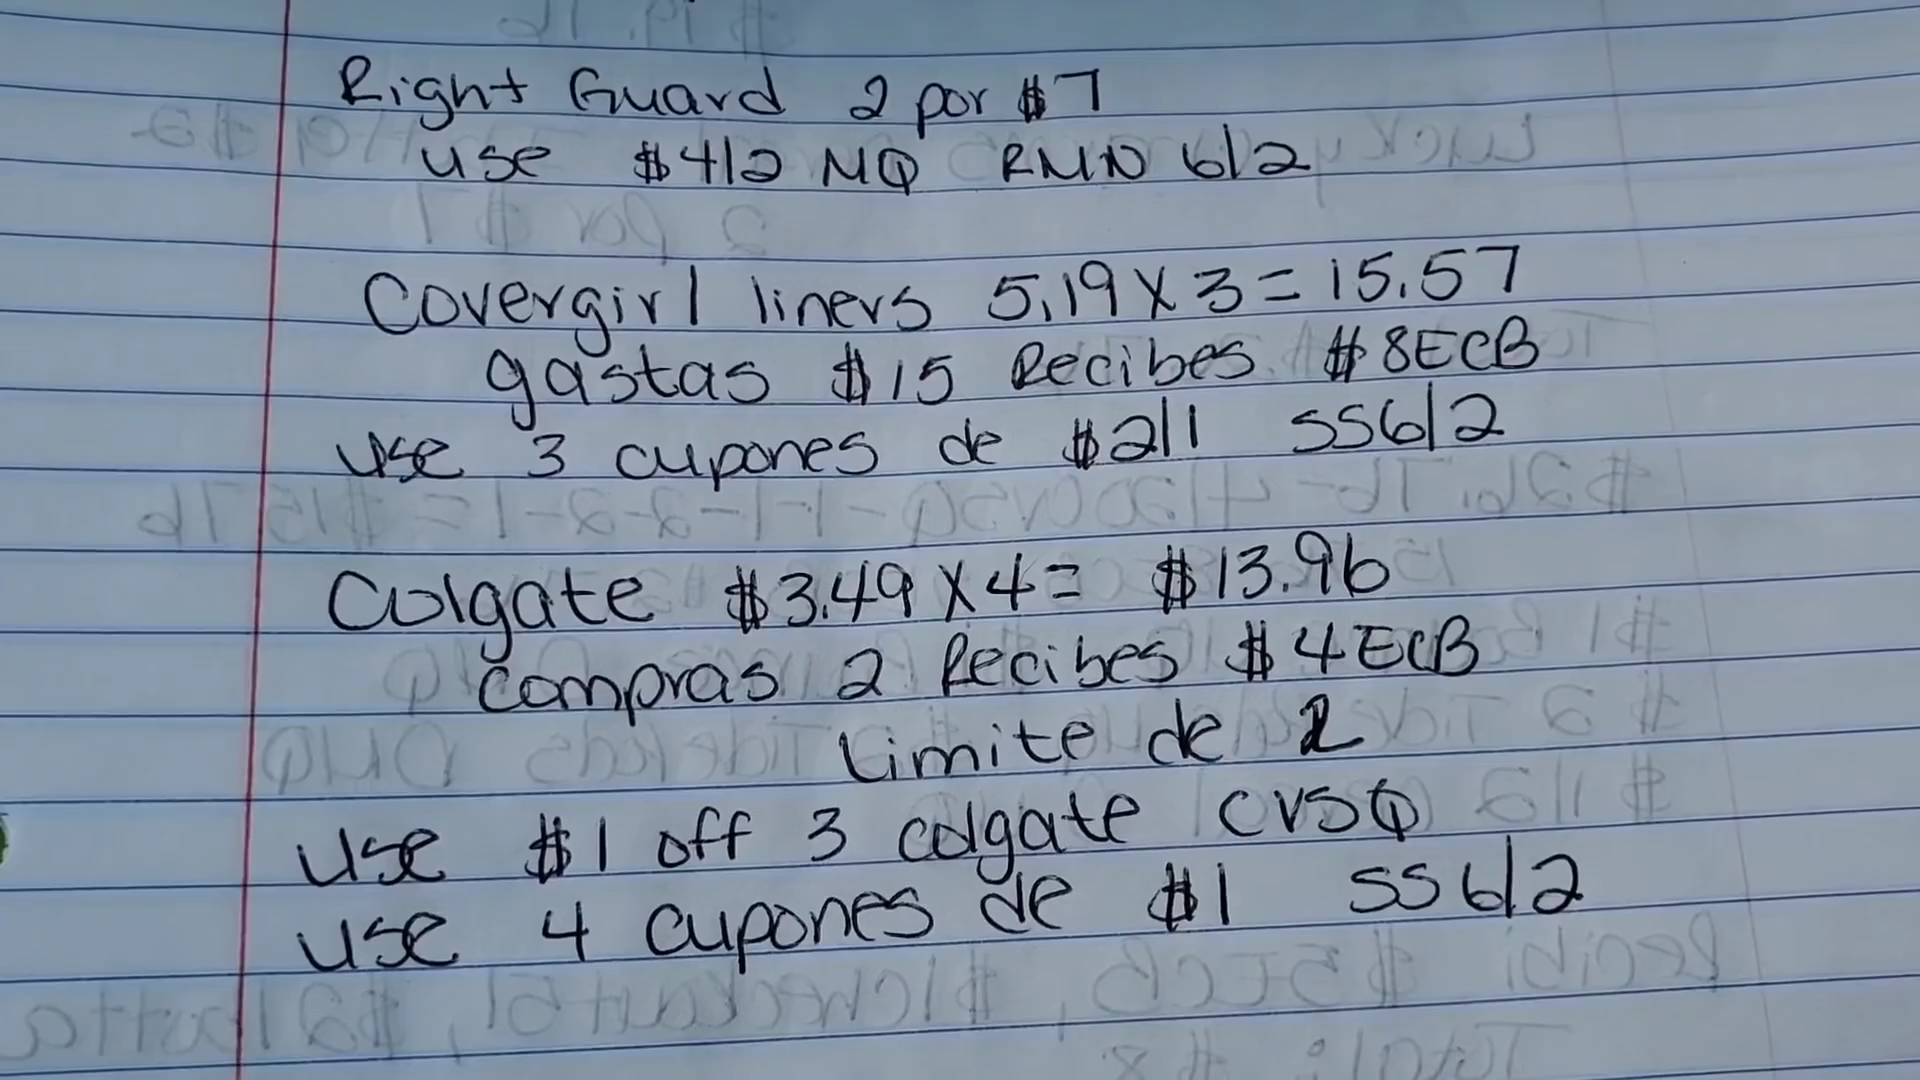 Right Guard 2 por $7
use $4/2 MQ RMN 6/2
Covergirl liners 5.19 X 3 = 15.57
gastas $15 Recibes $8ECB
use 3 cupones de $2/1 SS6/2
Colgate $3.49 X 4 = $13.96
compras 2 Recibes $4ECB
Limite de 2
use $1 off 3 colgate CVSQ
use 4 cupones de $1 SS 6/2